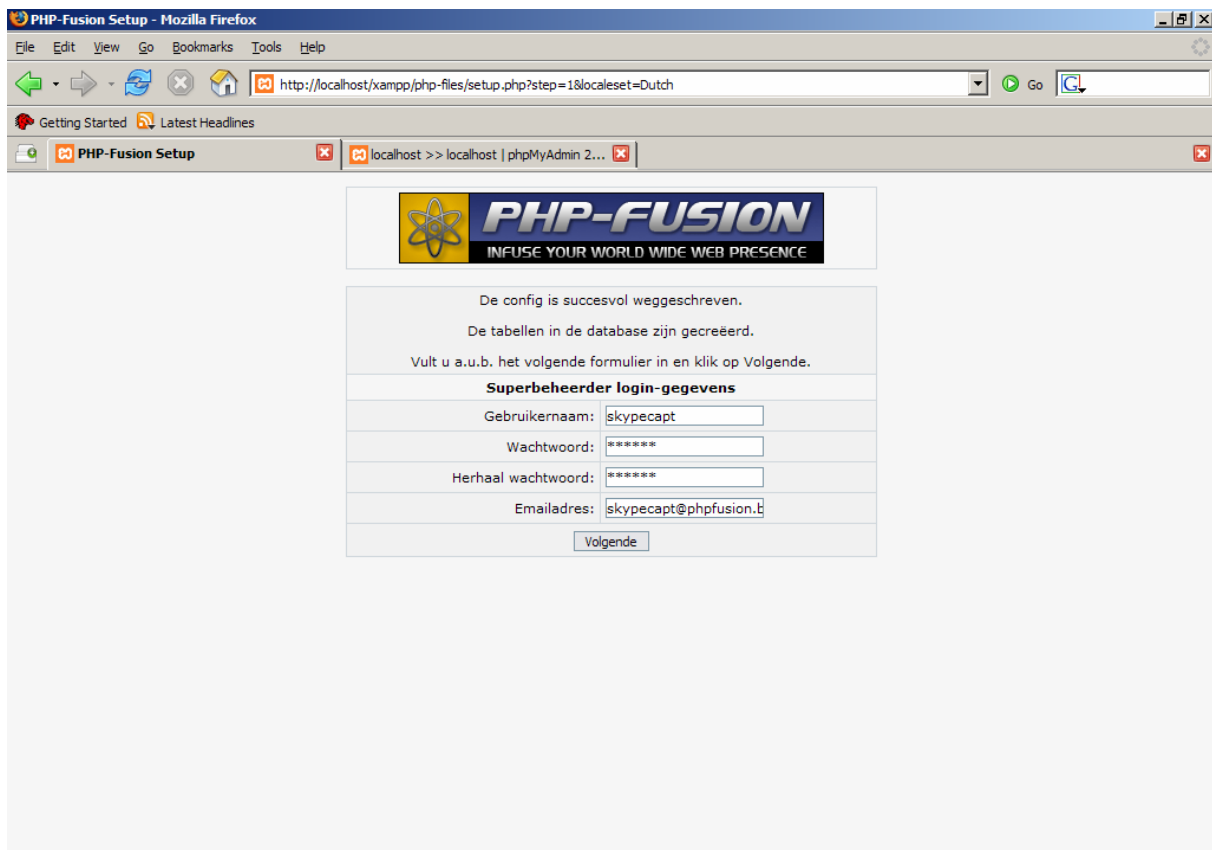 PHP-Fusion Setup - Mozilla Firefox
File Edit View Go Bookmarks Tools Help
http://localhost/xampp/php-files/setup.php?step=1&localeset=Dutch Go G
Getting Started Latest Headlines
PHP-Fusion Setup localhost >> localhost | phpMyAdmin 2...
PHP-FUSION
INFUSE YOUR WORLD WIDE WEB PRESENCE
De config is succesvol weggeschreven.
De tabellen in de database zijn gecreëerd.
Vult u a.u.b. het volgende formulier in en klik op Volgende.
Superbeheerder login-gegevens
Gebruikernaam: skypecapt
Wachtwoord: ******
Herhaal wachtwoord: ******
Emailadres: skypecapt@phpfusion.b
Volgende